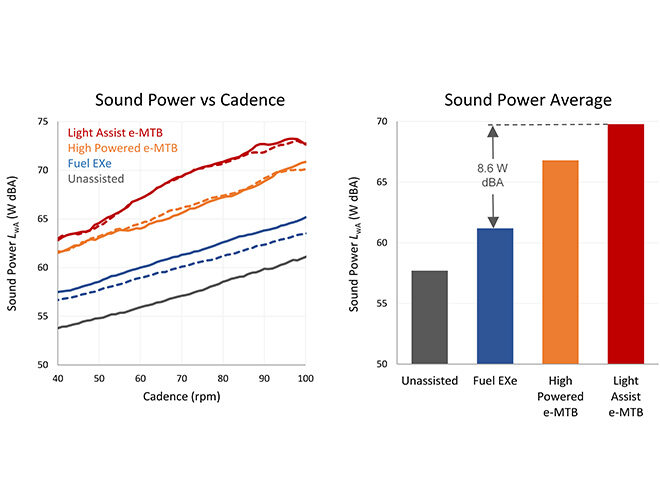 Sound Power vs Cadence
Sound Power LwA (W dBA)
75
70
65
60
55
50
Light Assist e-MTB
High Powered e-MTB
Fuel EXe
Unassisted
40
50
60
70
80
90
100
Cadence (rpm)
Sound Power Average
Sound Power LwA (W dBA)
70
65
60
55
50
8.6 W
dBA
Unassisted
Fuel EXe
High
Powered
e-MTB
Light
Assist
e-MTB